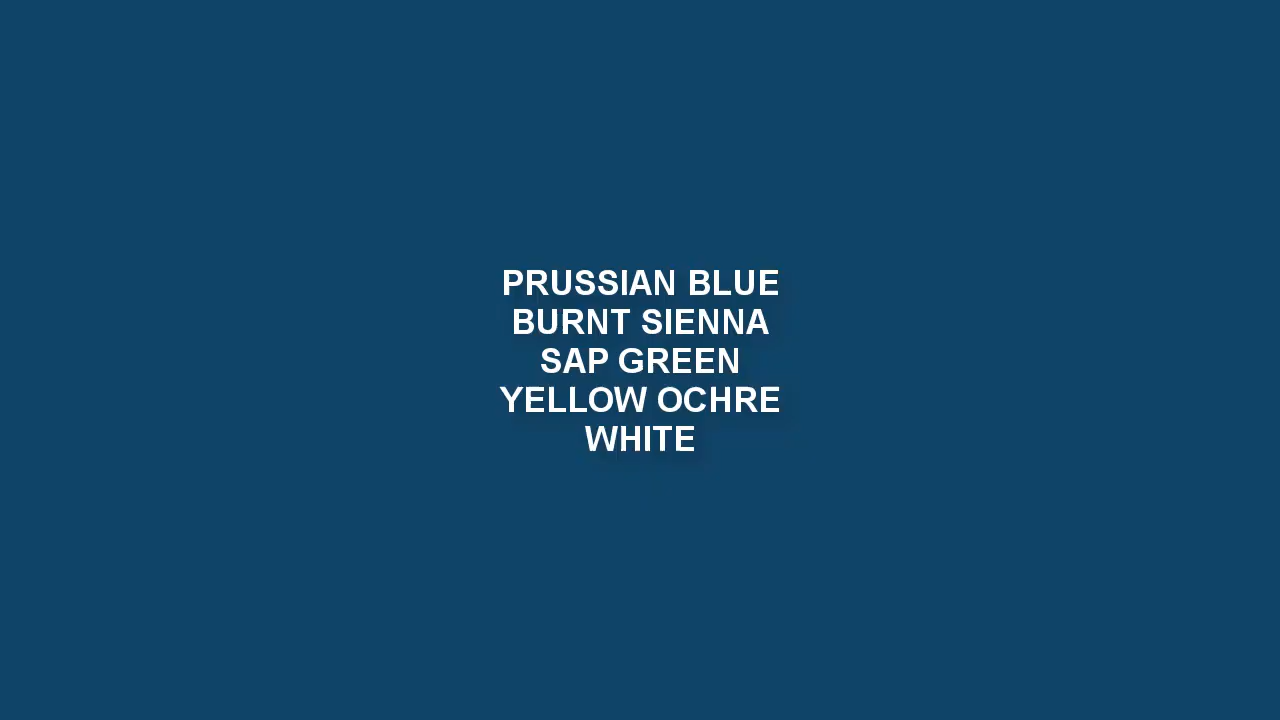 PRUSSIAN BLUE
BURNT SIENNA
SAP GREEN
YELLOW OCHRE
WHITE